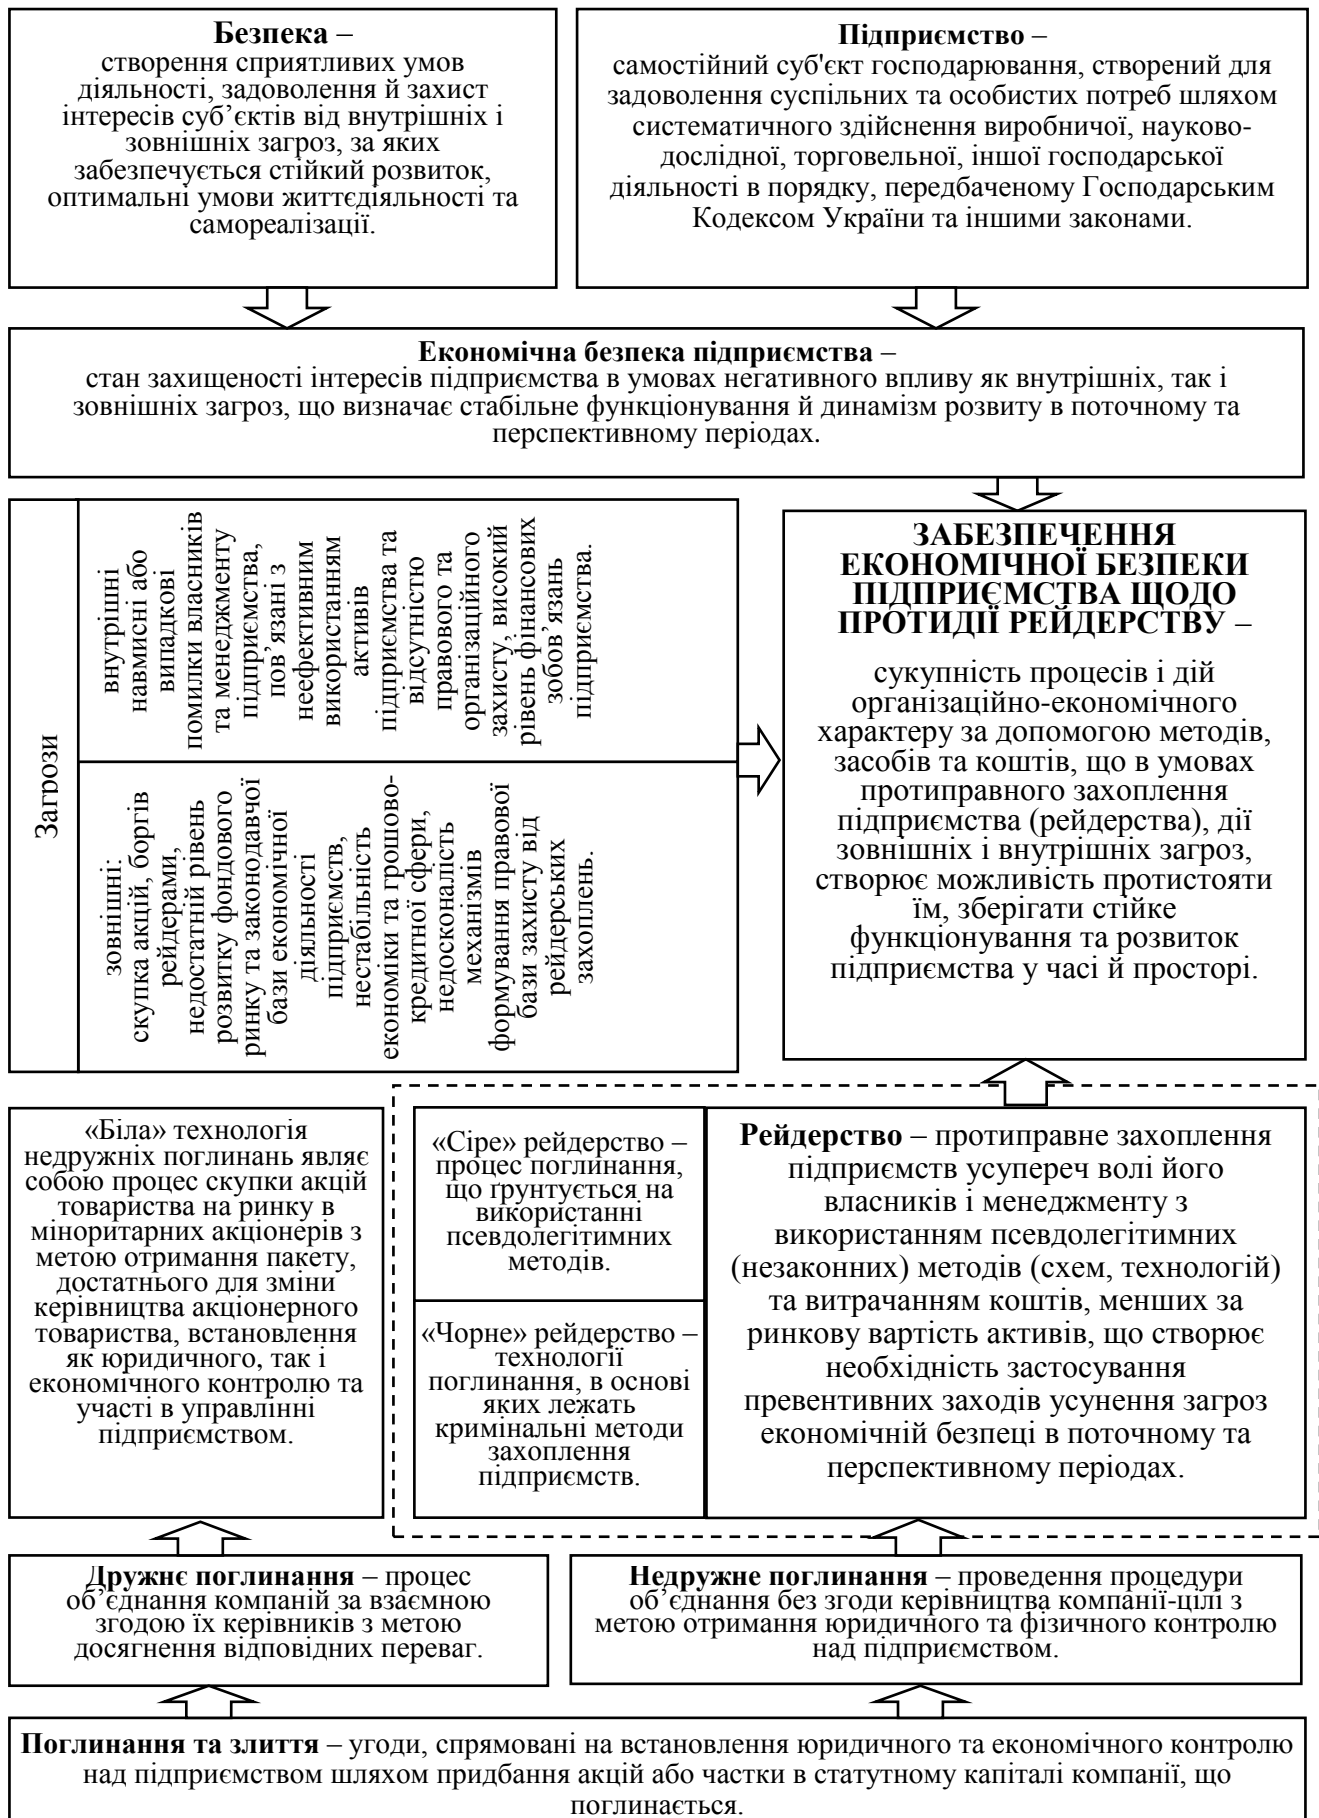 Безпека –
створення сприятливих умов
діяльності, задоволення й захист
інтересів суб’єктів від внутрішніх і
зовнішніх загроз, за яких
забезпечується стійкий розвиток,
оптимальні умови життєдіяльності та
самореалізації.
Підприємство –
самостійний суб'єкт господарювання, створений для
задоволення суспільних та особистих потреб шляхом
систематичного здійснення виробничої, науково-
дослідної, торговельної, іншої господарської
діяльності в порядку, передбаченому Господарським
Кодексом України та іншими законами.
Економічна безпека підприємства –
стан захищеності інтересів підприємства в умовах негативного впливу як внутрішніх, так і
зовнішніх загроз, що визначає стабільне функціонування й динамізм розвиту в поточному та
перспективному періодах.
Загрози
внутрішні
навмисні або
випадкові
помилки власників
та менеджменту
підприємства,
пов’язані з
неефективним
використанням
активів
підприємства та
відсутністю
правового та
організаційного
захисту, високий
рівень фінансових
зобов’язань
підприємства.
зовнішні:
скупка акцій, боргів
рейдерами,
недостатній рівень
розвитку фондового
ринку та законодавчої
бази економічної
діяльності
підприємств,
нестабільність
економіки та грошово-
кредитної сфери,
недосконалість
механізмів
формування правової
бази захисту від
рейдерських
захоплень.
ЗАБЕЗПЕЧЕННЯ
ЕКОНОМІЧНОЇ БЕЗПЕКИ
ПІДПРИЄМСТВА ЩОДО
ПРОТИДІЇ РЕЙДЕРСТВУ –
сукупність процесів і дій
організаційно-економічного
характеру за допомогою методів,
засобів та коштів, що в умовах
протиправного захоплення
підприємства (рейдерства), дії
зовнішніх і внутрішніх загроз,
створює можливість протистояти
їм, зберігати стійке
функціонування та розвиток
підприємства у часі й просторі.
«Біла» технологія
недружніх поглинань являє
собою процес скупки акцій
товариства на ринку в
міноритарних акціонерів з
метою отримання пакету,
достатнього для зміни
керівництва акціонерного
товариства, встановлення
як юридичного, так і
економічного контролю та
участі в управлінні
підприємством.
«Сіре» рейдерство –
процес поглинання,
що ґрунтується на
використанні
псевдолегітимних
методів.
«Чорне» рейдерство –
технології
поглинання, в основі
яких лежать
кримінальні методи
захоплення
підприємств.
Рейдерство – протиправне захоплення
підприємств усупереч волі його
власників і менеджменту з
використанням псевдолегітимних
(незаконних) методів (схем, технологій)
та витрачанням коштів, менших за
ринкову вартість активів, що створює
необхідність застосування
превентивних заходів усунення загроз
економічній безпеці в поточному та
перспективному періодах.
Дружнє поглинання – процес
об’єднання компаній за взаємною
згодою їх керівників з метою
досягнення відповідних переваг.
Недружне поглинання – проведення процедури
об’єднання без згоди керівництва компанії-цілі з
метою отримання юридичного та фізичного контролю
над підприємством.
Поглинання та злиття – угоди, спрямовані на встановлення юридичного та економічного контролю
над підприємством шляхом придбання акцій або частки в статутному капіталі компанії, що
поглинається.